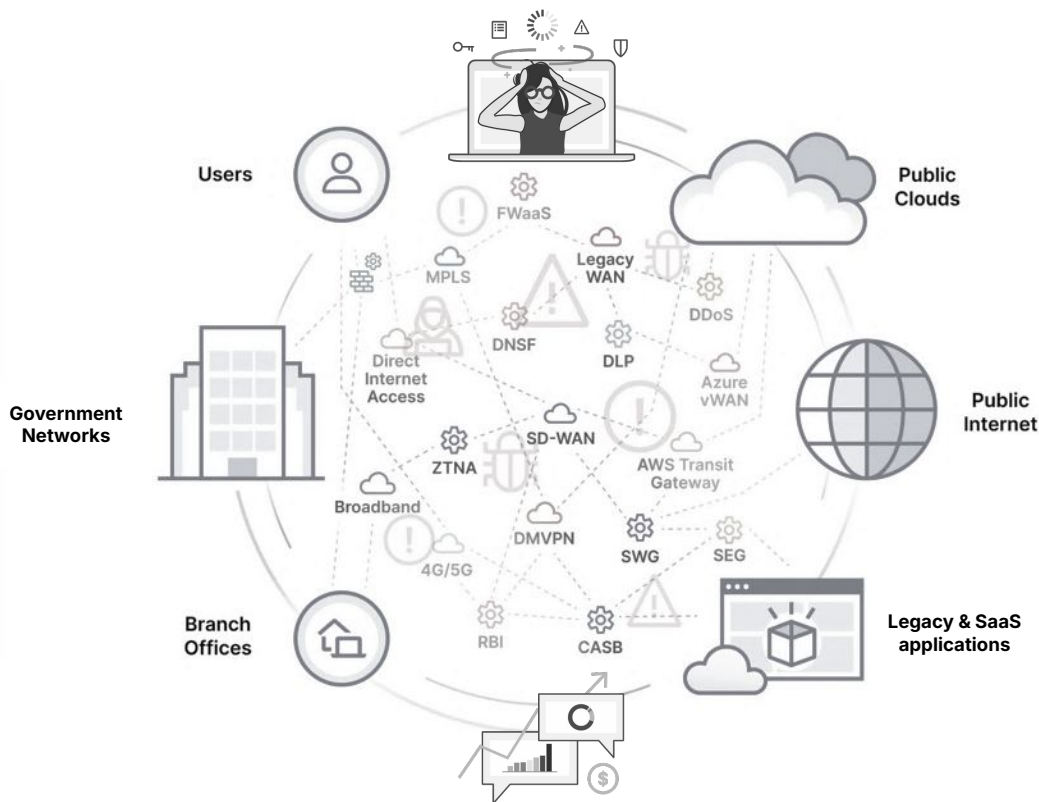 Users
Public
Clouds
FWaaS
Legacy
WAN
MPLS
DDoS
DNSF
DLP
Direct
Internet
Access
Azure
vWAN
Government
Networks
Public
Internet
SD-WAN
ZTNA
AWS Transit
Gateway
Broadband
DMVPN
SWG
SEG
4G/5G
Branch
Offices
RBI
CASB
Legacy & SaaS
applications
$